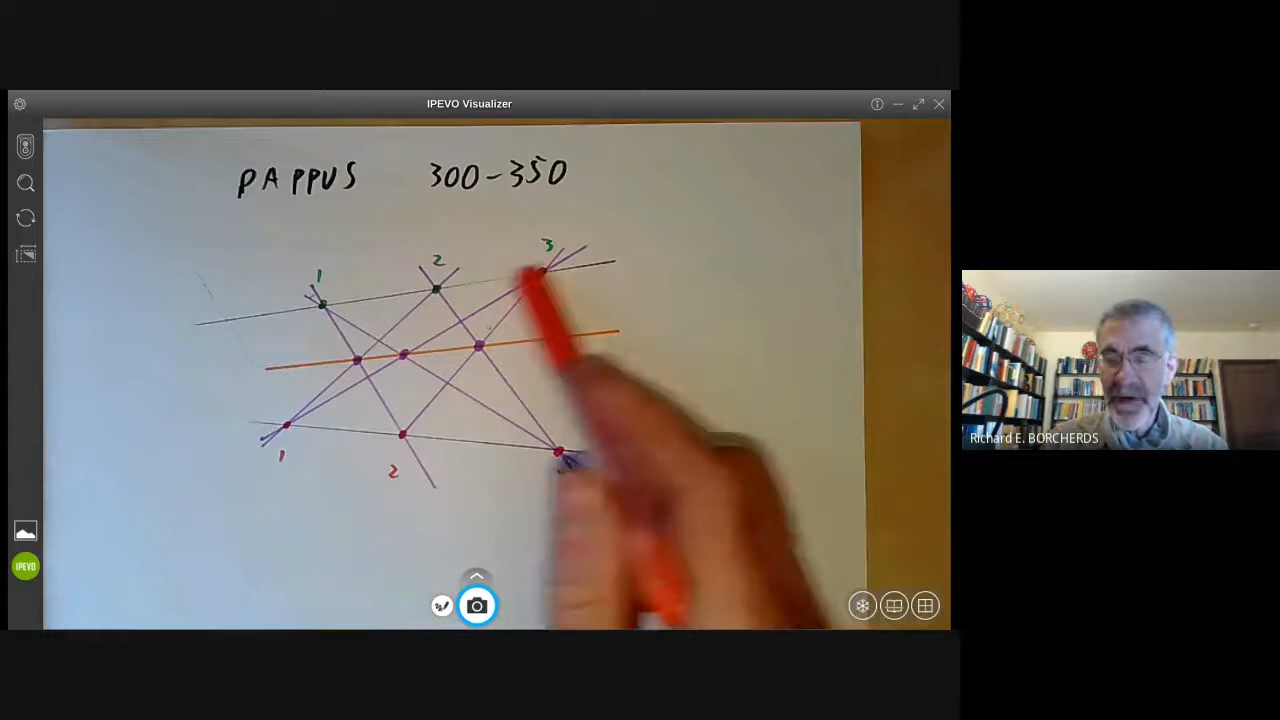 IPEVO Visualizer
PAPPUS 300-350
1 2 3
1 2
Richard E. BORCHERDS
IPEVO